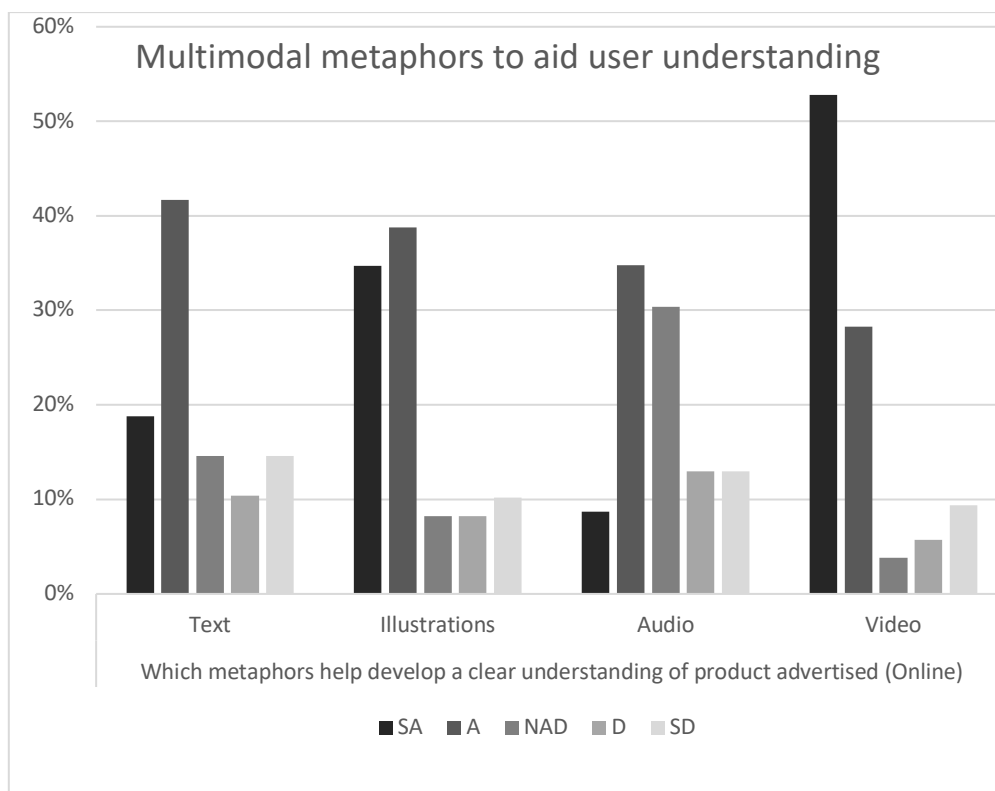 Multimodal metaphors to aid user understanding
60%
50%
40%
30%
20%
10%
0%
Text Illustrations Audio Video
Which metaphors help develop a clear understanding of product advertised (Online)
SA A NAD D SD